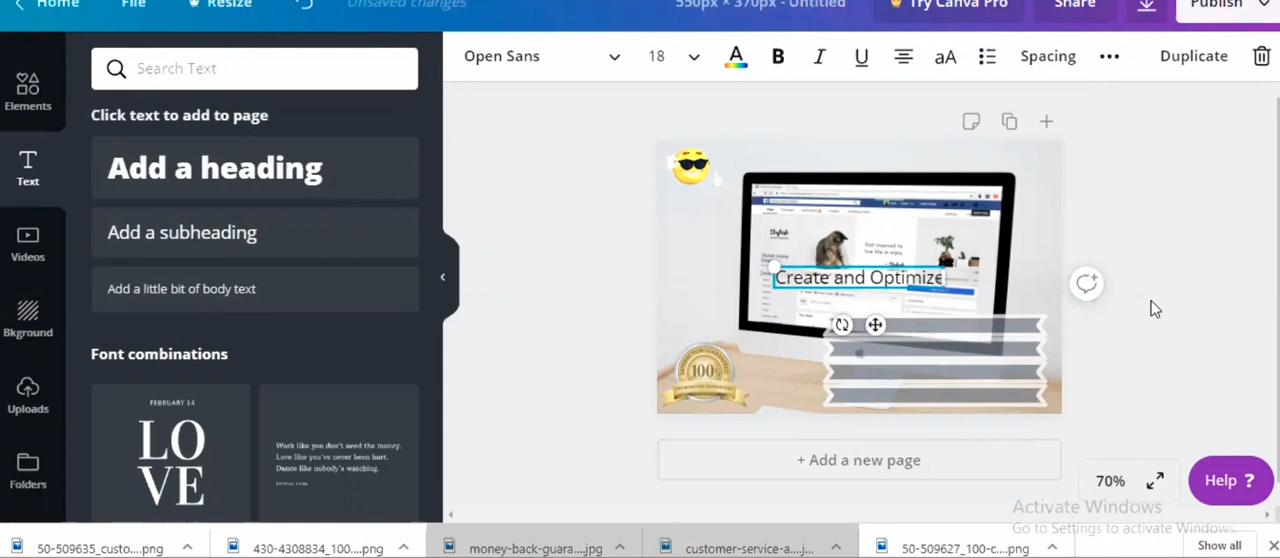 Home File Resize Unsaved changes 550px × 370px - Untitled Try Canva Pro Share Publish
Search Text
Open Sans 18 A B I U aA Spacing ••• Duplicate
Elements
Text
Videos
Bkground
Uploads
Folders
Click text to add to page
Add a heading
Add a subheading
Add a little bit of body text
Font combinations
FEBRUARY 14
LO
VE
Work like you don't need the money.
Love like you've never been hurt.
Dance like nobody's watching.
Stylish
Get inspired to
Create and Optimize
100%
+ Add a new page
70%
Help ?
Activate Windows
Go to Settings to activate Windows.
50-509635_custo....png
430-4308834_100....png
money-back-guara....jpg
customer-service-a....jpg
50-509627_100-c....png
Show all